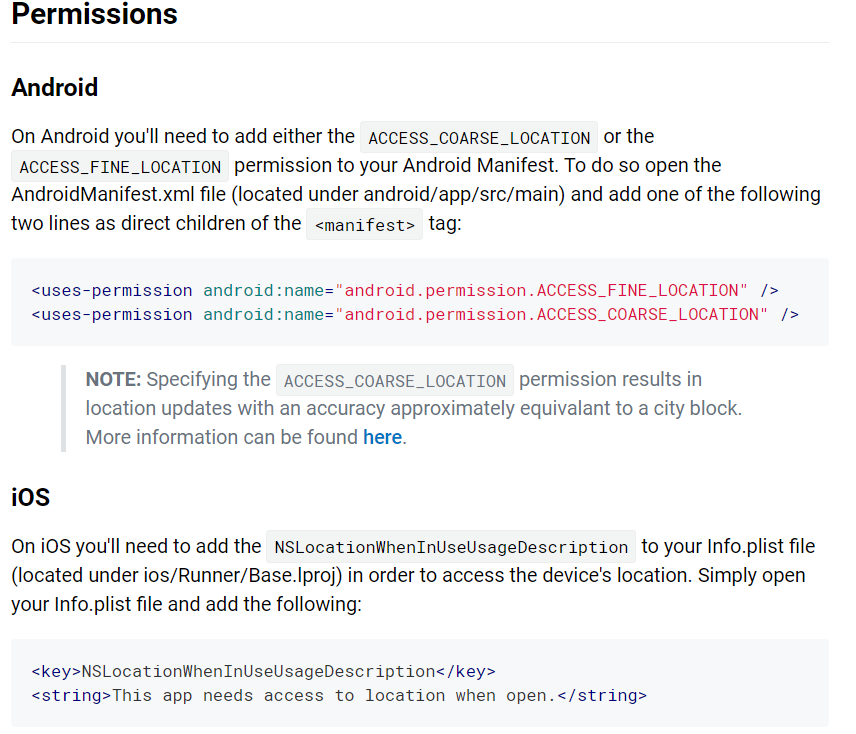 Permissions
Android
On Android you'll need to add either the ACCESS_COARSE_LOCATION or the
ACCESS_FINE_LOCATION permission to your Android Manifest. To do so open the
AndroidManifest.xml file (located under android/app/src/main) and add one of the following
two lines as direct children of the <manifest> tag:
<uses-permission android:name="android.permission.ACCESS_FINE_LOCATION" />
<uses-permission android:name="android.permission.ACCESS_COARSE_LOCATION" />
NOTE: Specifying the ACCESS_COARSE_LOCATION permission results in
location updates with an accuracy approximately equivalant to a city block.
More information can be found here.
iOS
On iOS you'll need to add the NSLocationWhenInUseUsageDescription to your Info.plist file
(located under ios/Runner/Base.lproj) in order to access the device's location. Simply open
your Info.plist file and add the following:
<key>NSLocationWhenInUseUsageDescription</key>
<string>This app needs access to location when open.</string>